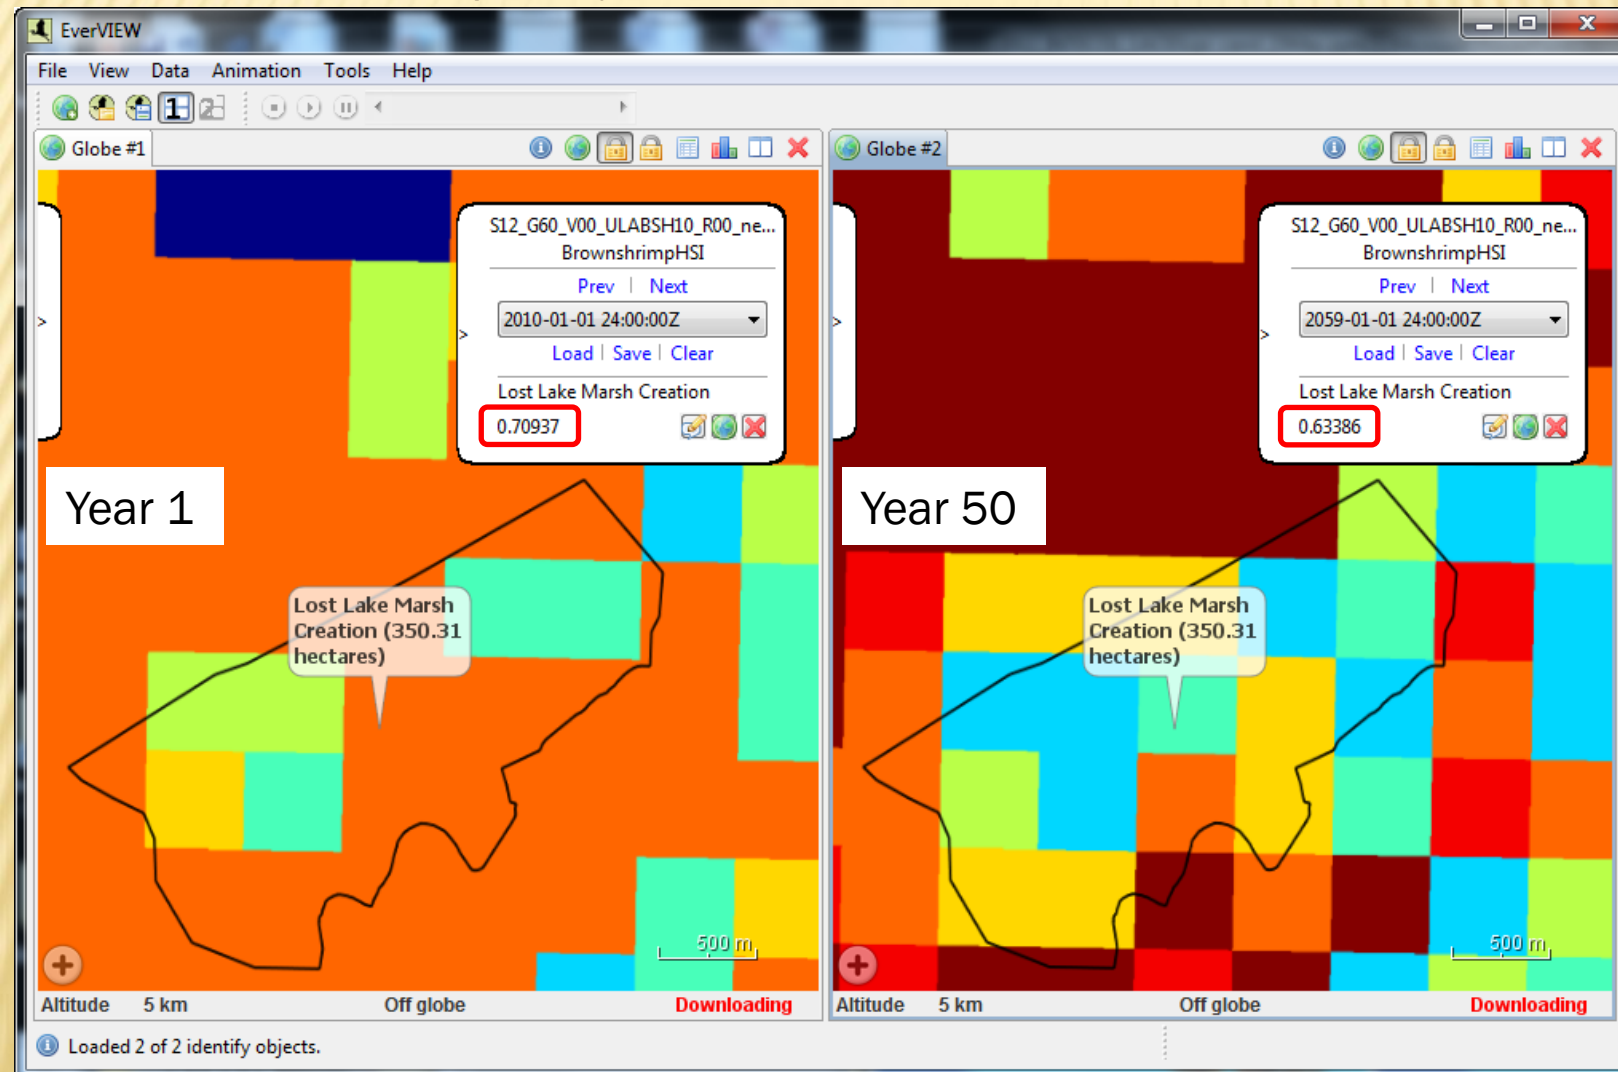 EverVIEW
File View Data Animation Tools Help
1 2
Globe #1
S12_G60_V00_ULABSH10_R00_ne...
BrownshrimpHSI
Prev | Next
2010-01-01 24:00:00Z
Load | Save | Clear
Lost Lake Marsh Creation
0.70937
>
>
Year 1
Lost Lake Marsh
Creation (350.31
hectares)
500 m
Altitude 5 km Off globe Downloading
Globe #2
S12_G60_V00_ULABSH10_R00_ne...
BrownshrimpHSI
Prev | Next
2059-01-01 24:00:00Z
Load | Save | Clear
Lost Lake Marsh Creation
0.63386
>
>
Year 50
Lost Lake Marsh
Creation (350.31
hectares)
500 m
Altitude 5 km Off globe Downloading
Loaded 2 of 2 identify objects.